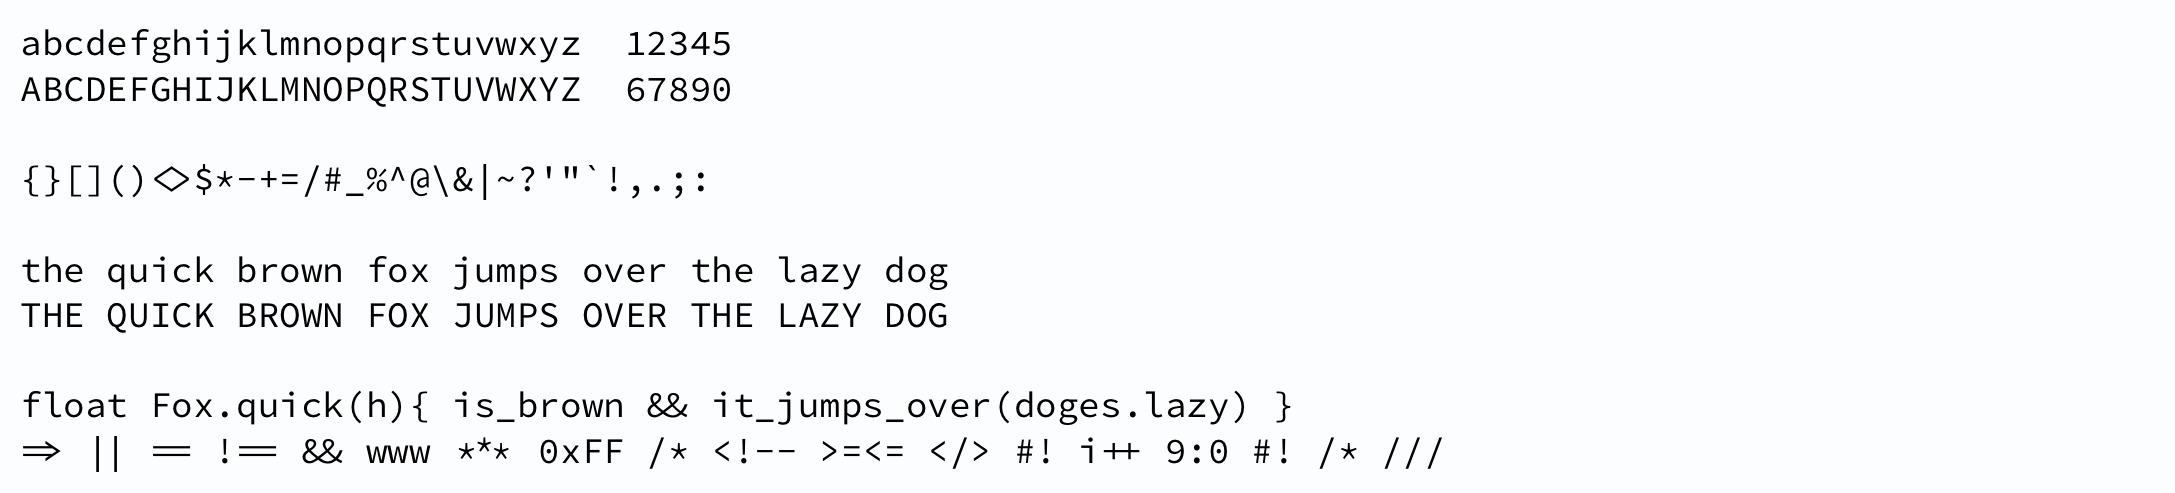 abcdefghijklmnopqrstuvwxyz  12345
ABCDEFGHIJKLMNOPQRSTUVWXYZ  67890
{}[]()<>$*-+=/#_%^@\&|~?'"`!,.;:
the quick brown fox jumps over the lazy dog
THE QUICK BROWN FOX JUMPS OVER THE LAZY DOG
float Fox.quick(h){ is_brown && it_jumps_over(doges.lazy) }
=> || == !== && www *** 0xFF /* <!-- >=<= </> #! i++ 9:0 #! /* ///